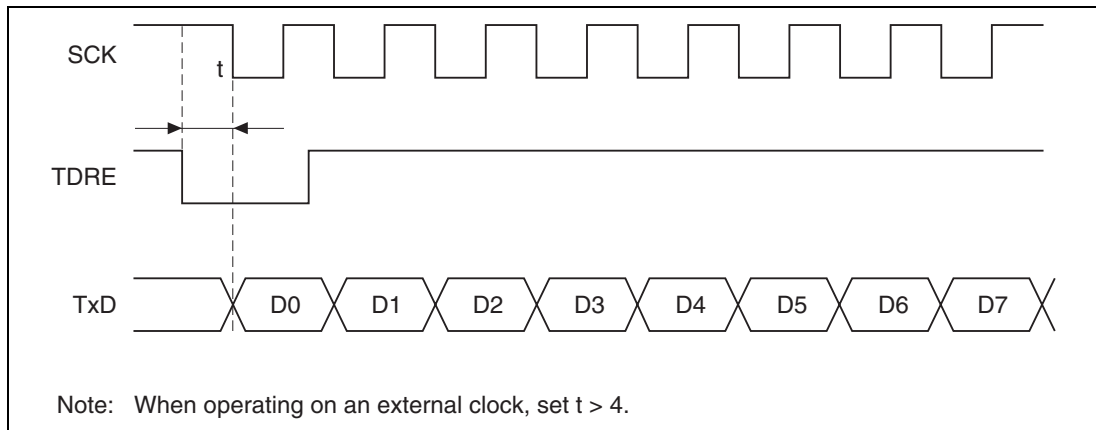 SCK
t
TDRE
TxD D0 D1 D2 D3 D4 D5 D6 D7
Note: When operating on an external clock, set t > 4.